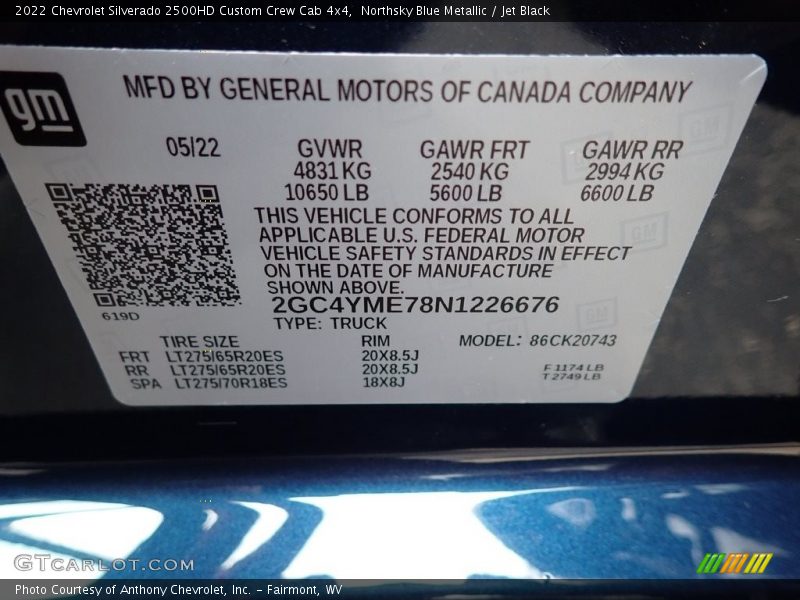 2022 Chevrolet Silverado 2500HD Custom Crew Cab 4x4, Northsky Blue Metallic / Jet Black
gm
MFD BY GENERAL MOTORS OF CANADA COMPANY
05/22 GVWR GAWR FRT GAWR RR
4831 KG 2540 KG 2994 KG
10650 LB 5600 LB 6600 LB
THIS VEHICLE CONFORMS TO ALL
APPLICABLE U.S. FEDERAL MOTOR
VEHICLE SAFETY STANDARDS IN EFFECT
ON THE DATE OF MANUFACTURE
SHOWN ABOVE.
619D
2GC4YME78N1226676
TYPE: TRUCK
TIRE SIZE RIM MODEL: 86CK20743
FRT LT275/65R20ES 20X8.5J
RR LT275/65R20ES 20X8.5J F 1174 LB
SPA LT275/70R18ES 18X8J T 2749 LB
GTCarLot.com
Photo Courtesy of Anthony Chevrolet, Inc. – Fairmont, WV